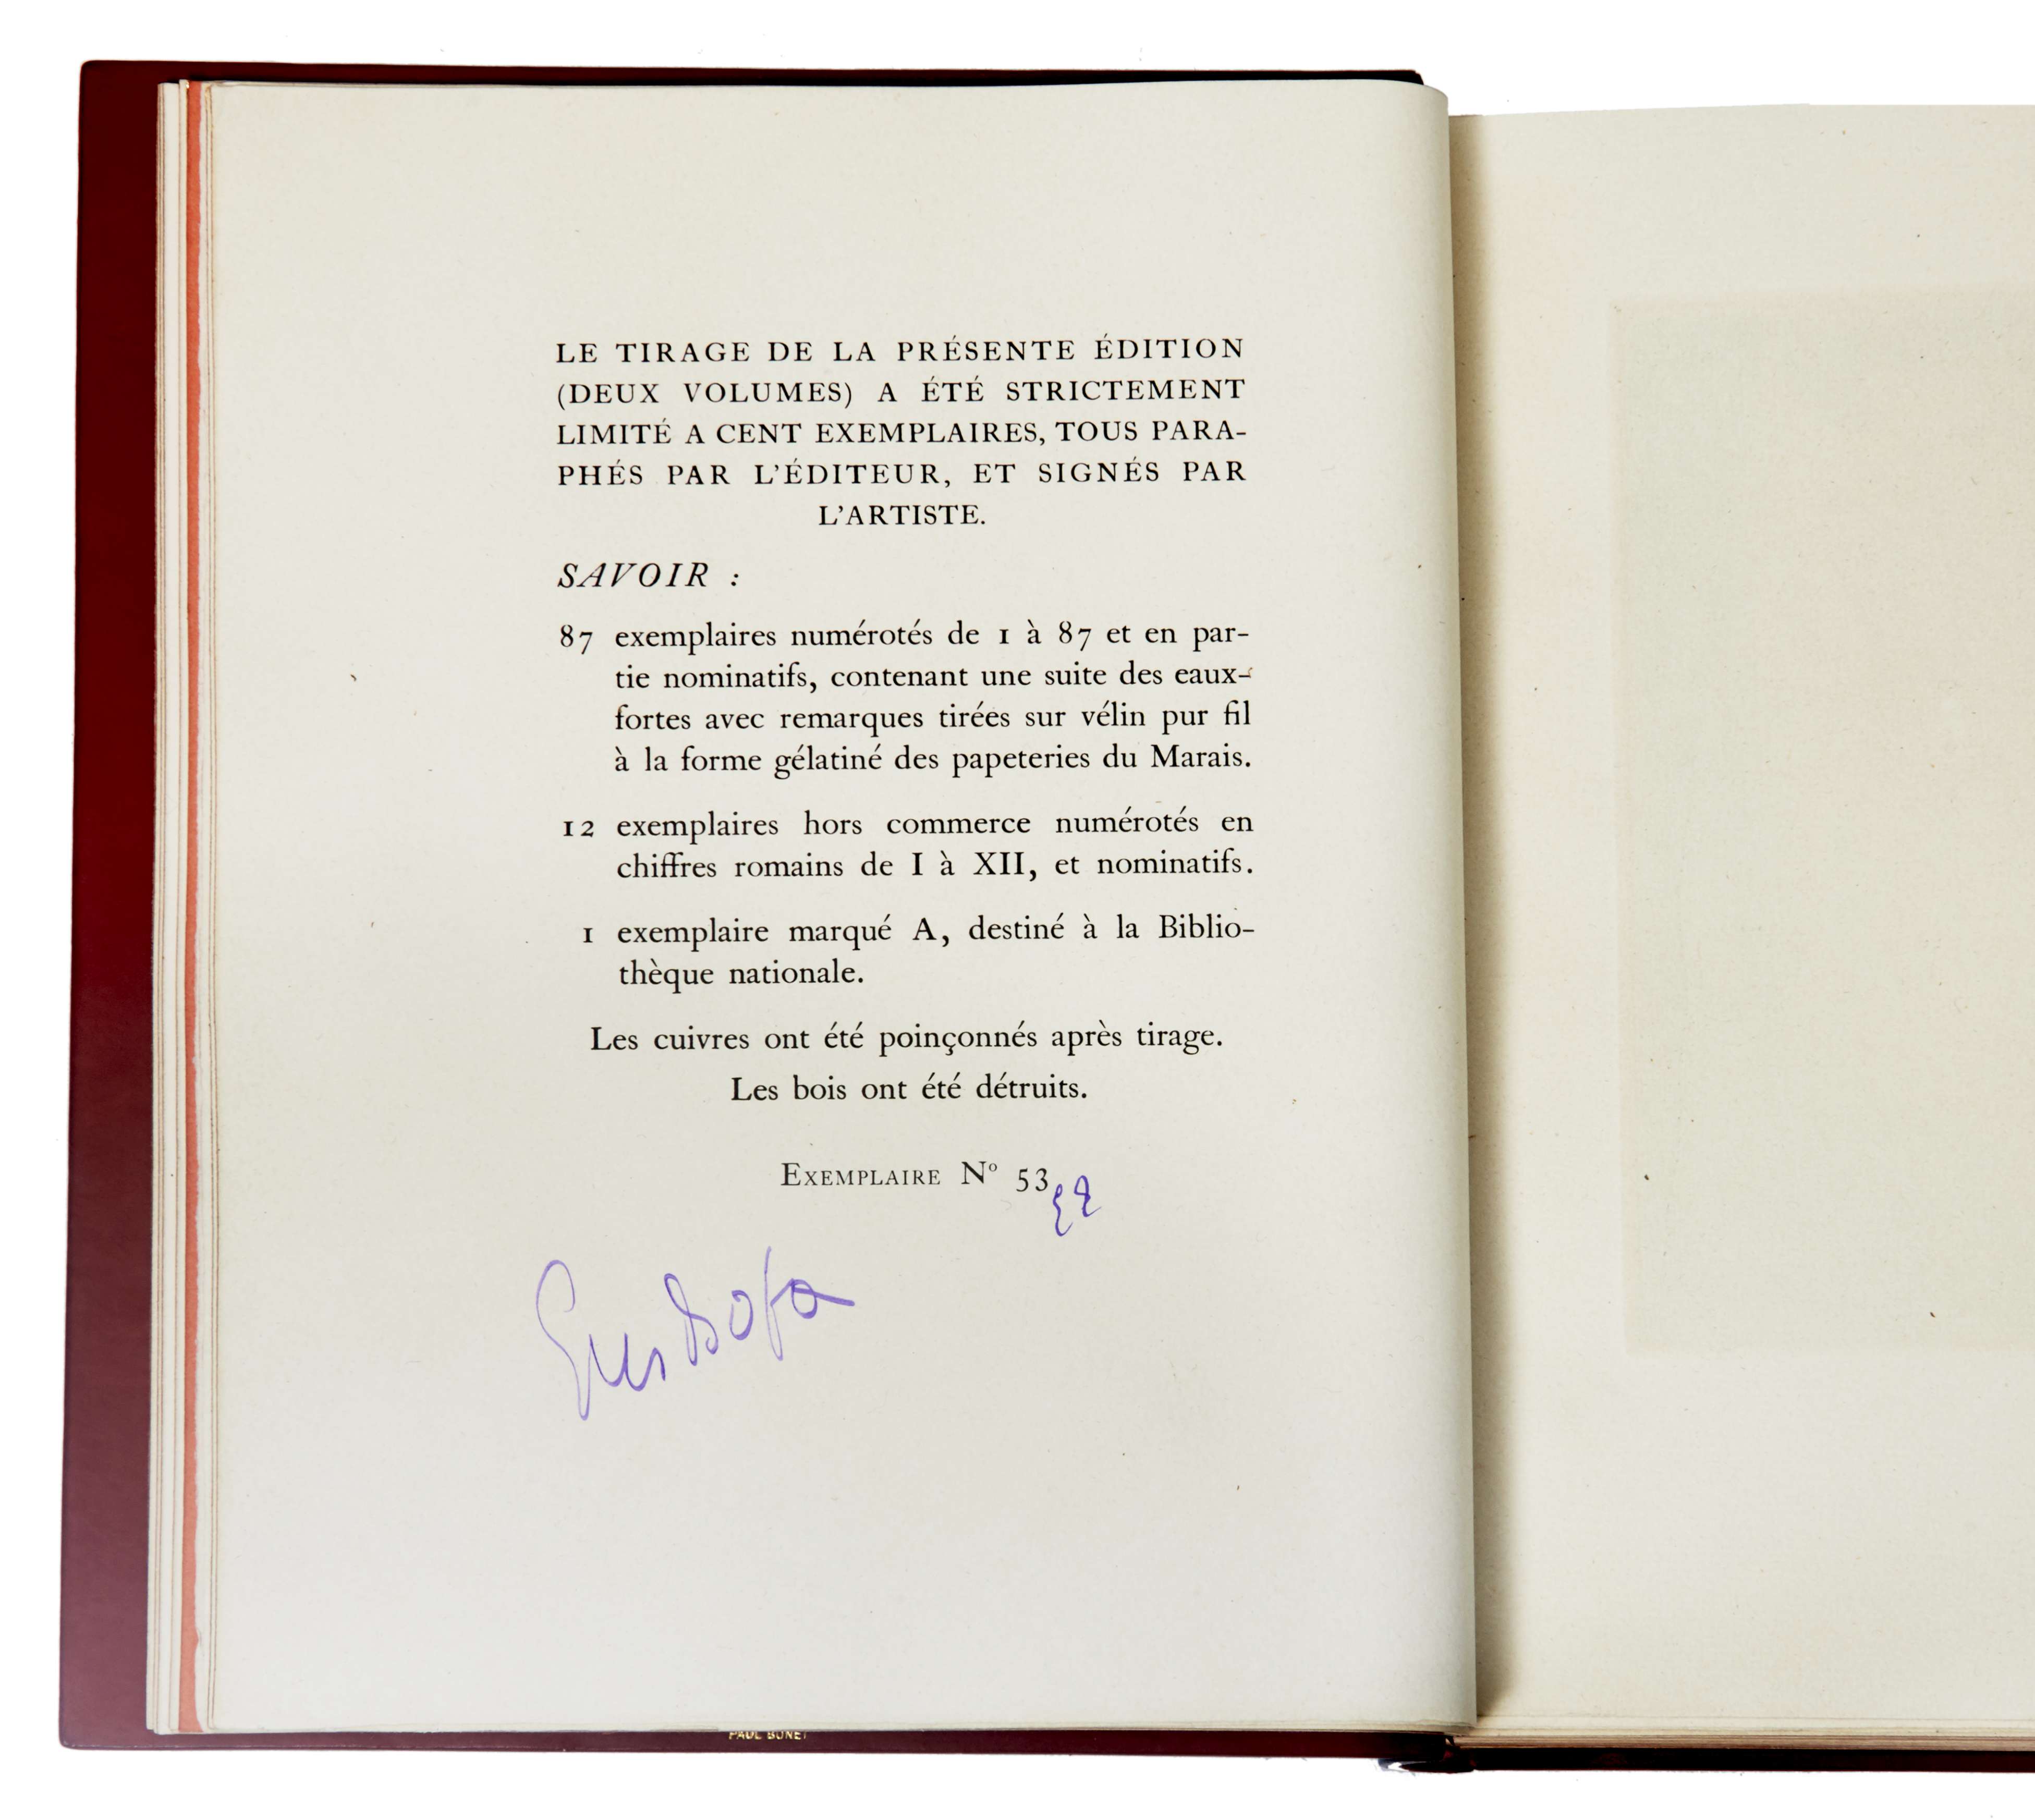 LE TIRAGE DE LA PRÉSENTE ÉDITION
(DEUX VOLUMES) A ÉTÉ STRICTEMENT
LIMITÉ A CENT EXEMPLAIRES, TOUS PARA-
PHÉS PAR L'ÉDITEUR, ET SIGNÉS PAR
L'ARTISTE.
SAVOIR :
87 exemplaires numérotés de 1 à 87 et en par-
tie nominatifs, contenant une suite des eaux-
fortes avec remarques tirées sur vélin pur fil
à la forme gélatiné des papeteries du Marais.
12 exemplaires hors commerce numérotés en
chiffres romains de I à XII, et nominatifs.
1 exemplaire marqué A, destiné à la Biblio-
thèque nationale.
Les cuivres ont été poinçonnés après tirage.
Les bois ont été détruits.
EXEMPLAIRE Nº 53
Gus Bofa
PAUL BONET